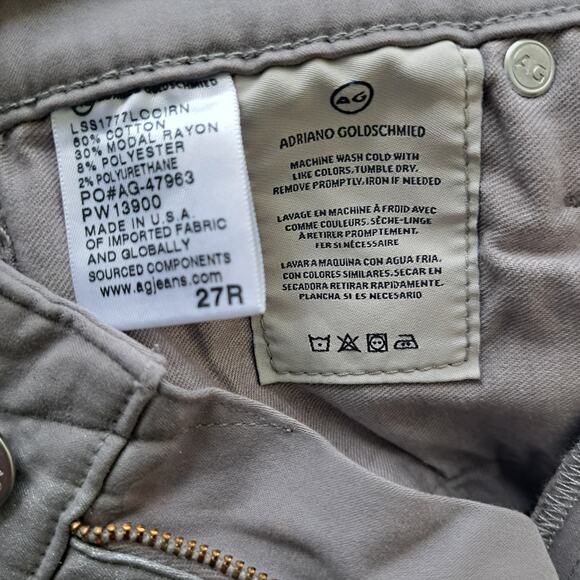 GOLDSCHMIED
LSS1777LCOIRN
60% COTTON
30% MODAL RAYON
8% POLYESTER
2% POLYURETHANE
PO#AG-47963
PW13900
MADE IN U.S.A.
OF IMPORTED FABRIC
AND GLOBALLY
SOURCED COMPONENTS
www.agjeans.com
27R
AG
ADRIANO GOLDSCHMIED
MACHINE WASH COLD WITH
LIKE COLORS. TUMBLE DRY.
REMOVE PROMPTLY. IRON IF NEEDED
LAVAGE EN MACHINE À FROID AVEC
COMME COULEURS. SÈCHE-LINGE
À RETIRER PROMPTEMENT.
FER SI NÉCESSAIRE
LAVAR A MAQUINA CON AGUA FRIA.
CON COLORES SIMILARES. SECAR EN
SECADORA RETIRAR RAPIDAMENTE.
PLANCHA SI ES NECESARIO
AG